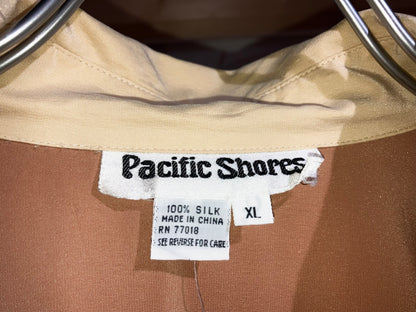 Pacific Shores
XL
100% SILK
MADE IN CHINA
RN 77018
SEE REVERSE FOR CARE